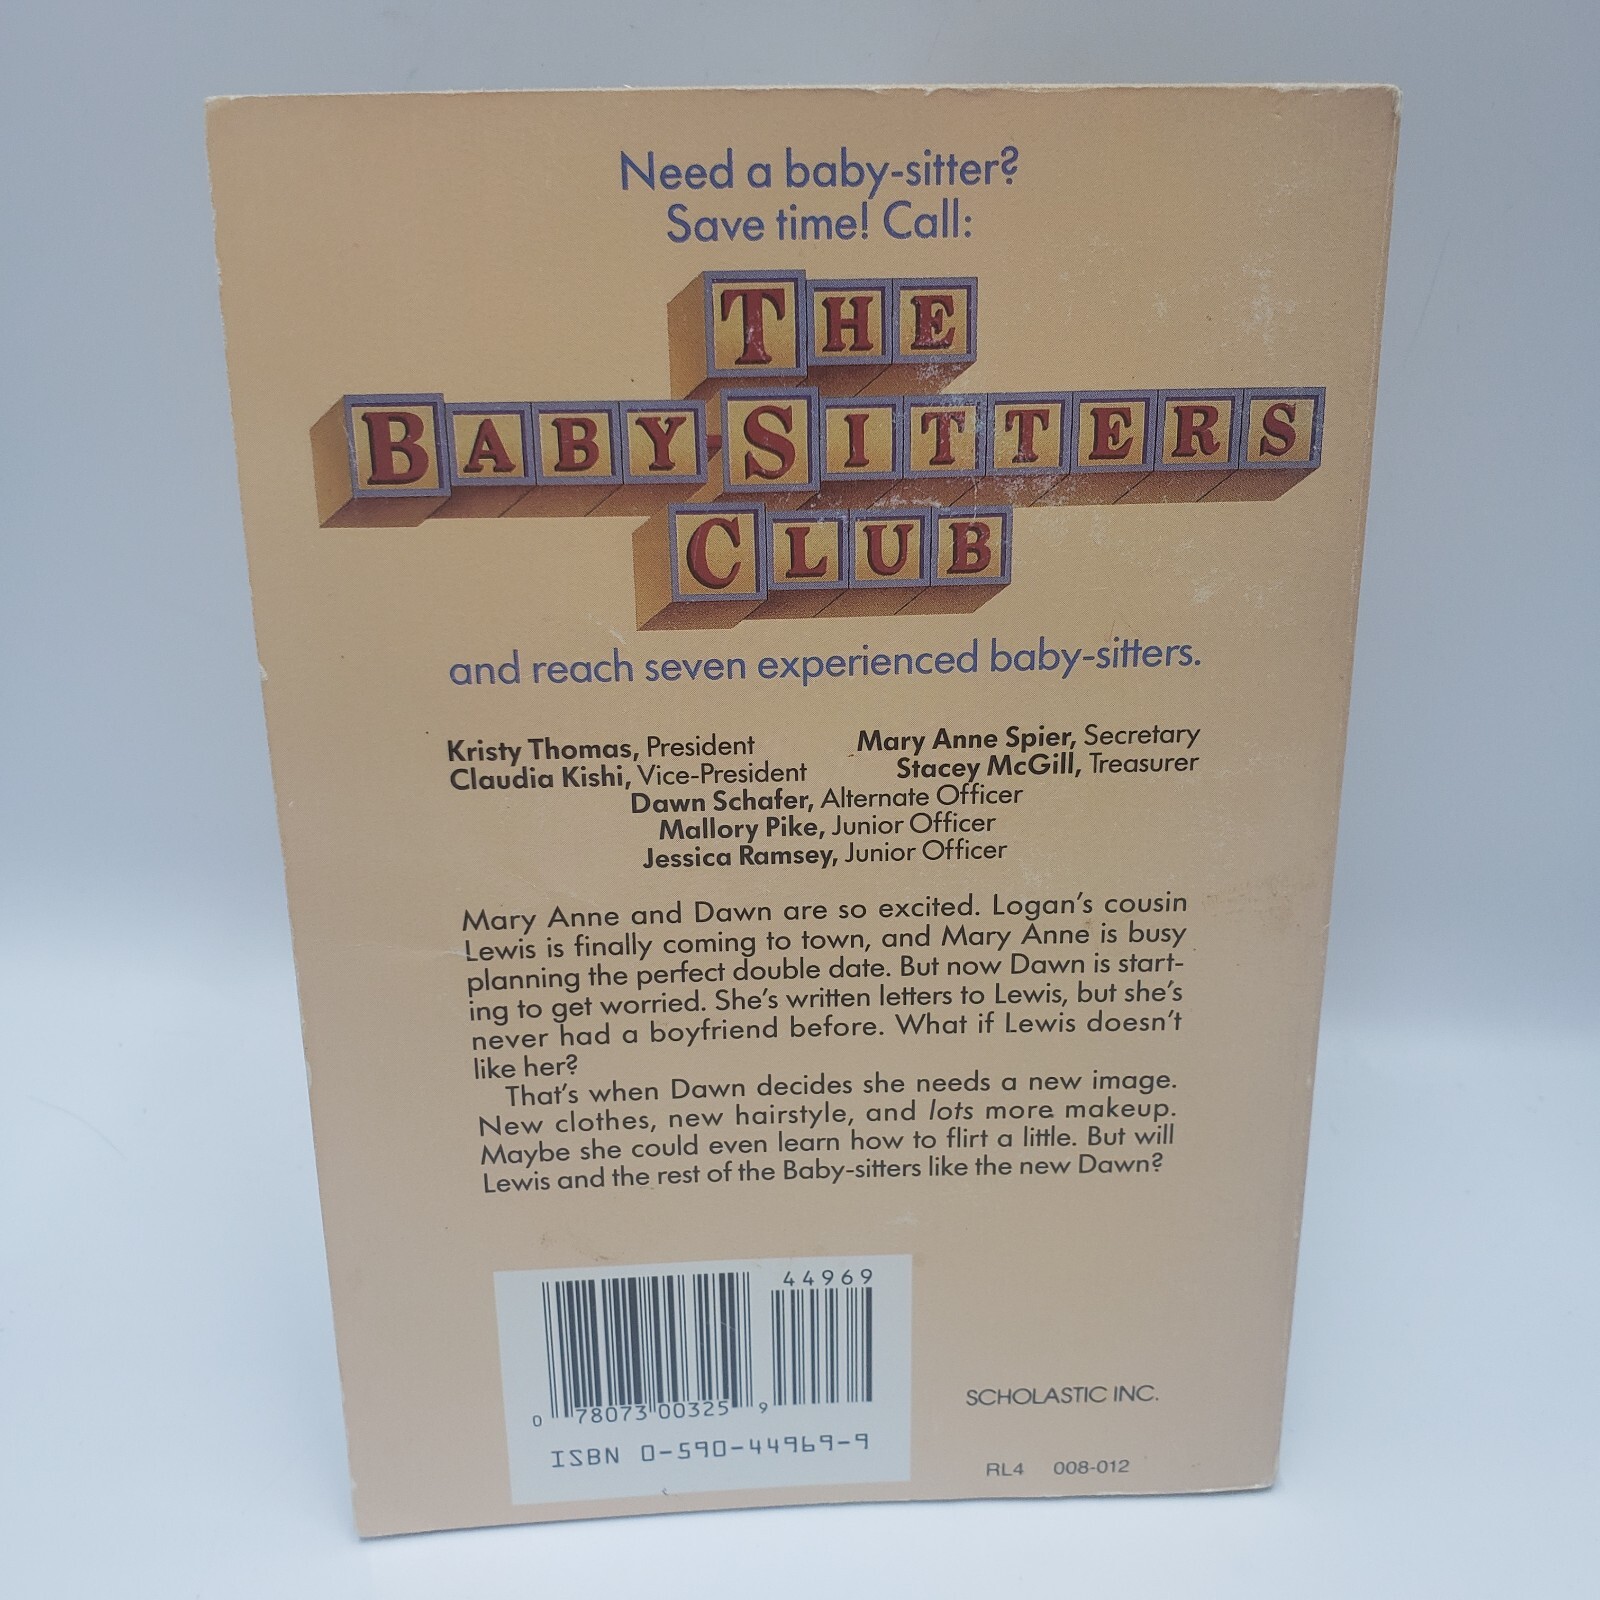 Need a baby-sitter?
Save time! Call:
THE
BABY-SITTERS
CLUB
and reach seven experienced baby-sitters.
Kristy Thomas, President Mary Anne Spier, Secretary
Claudia Kishi, Vice-President Stacey McGill, Treasurer
Dawn Schafer, Alternate Officer
Mallory Pike, Junior Officer
Jessica Ramsey, Junior Officer
Mary Anne and Dawn are so excited. Logan's cousin
Lewis is finally coming to town, and Mary Anne is busy
planning the perfect double date. But now Dawn is start-
ing to get worried. She's written letters to Lewis, but she's
never had a boyfriend before. What if Lewis doesn't
like her?
That's when Dawn decides she needs a new image.
New clothes, new hairstyle, and lots more makeup.
Maybe she could even learn how to flirt a little. But will
Lewis and the rest of the Baby-sitters like the new Dawn?
44969
0 78073 00325 9
ISBN 0-590-44969-9
SCHOLASTIC INC.
RL4 008-012